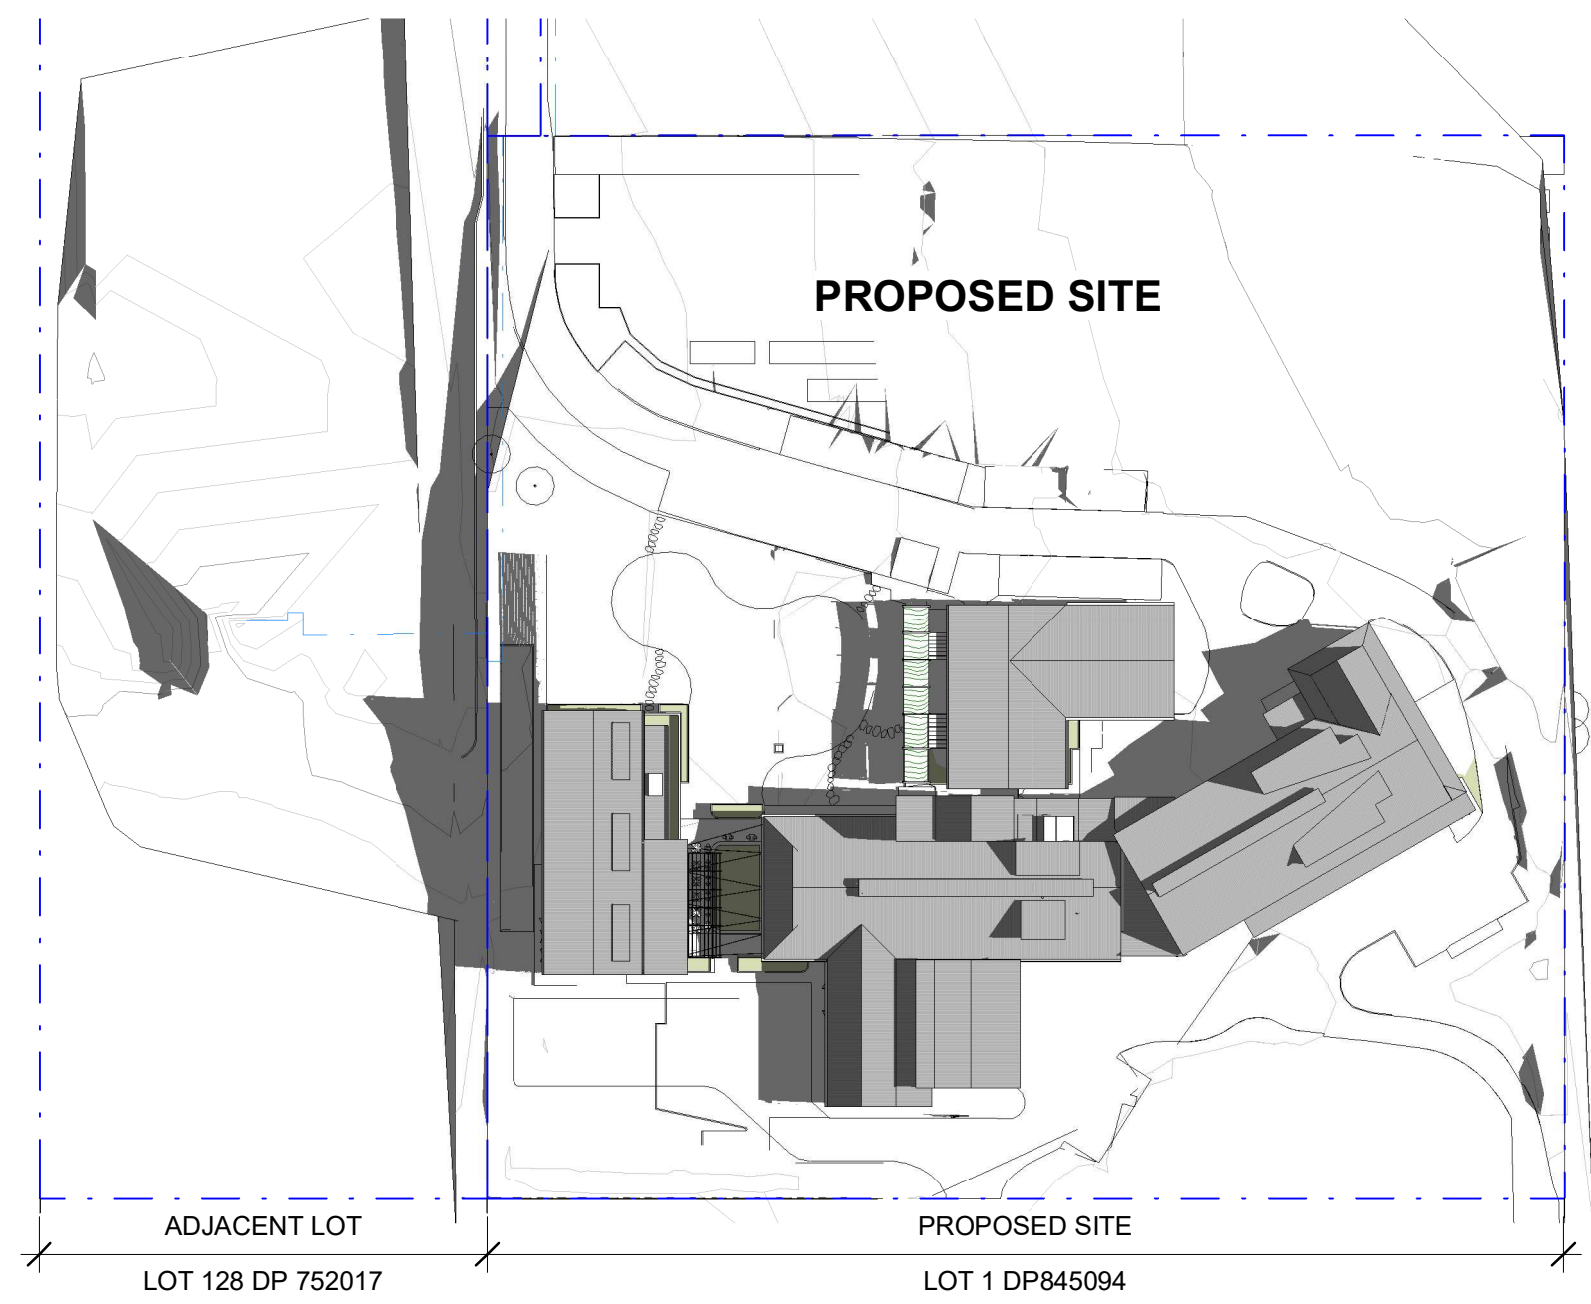 PROPOSED SITE
ADJACENT LOT
PROPOSED SITE
LOT 128 DP 752017
LOT 1 DP845094